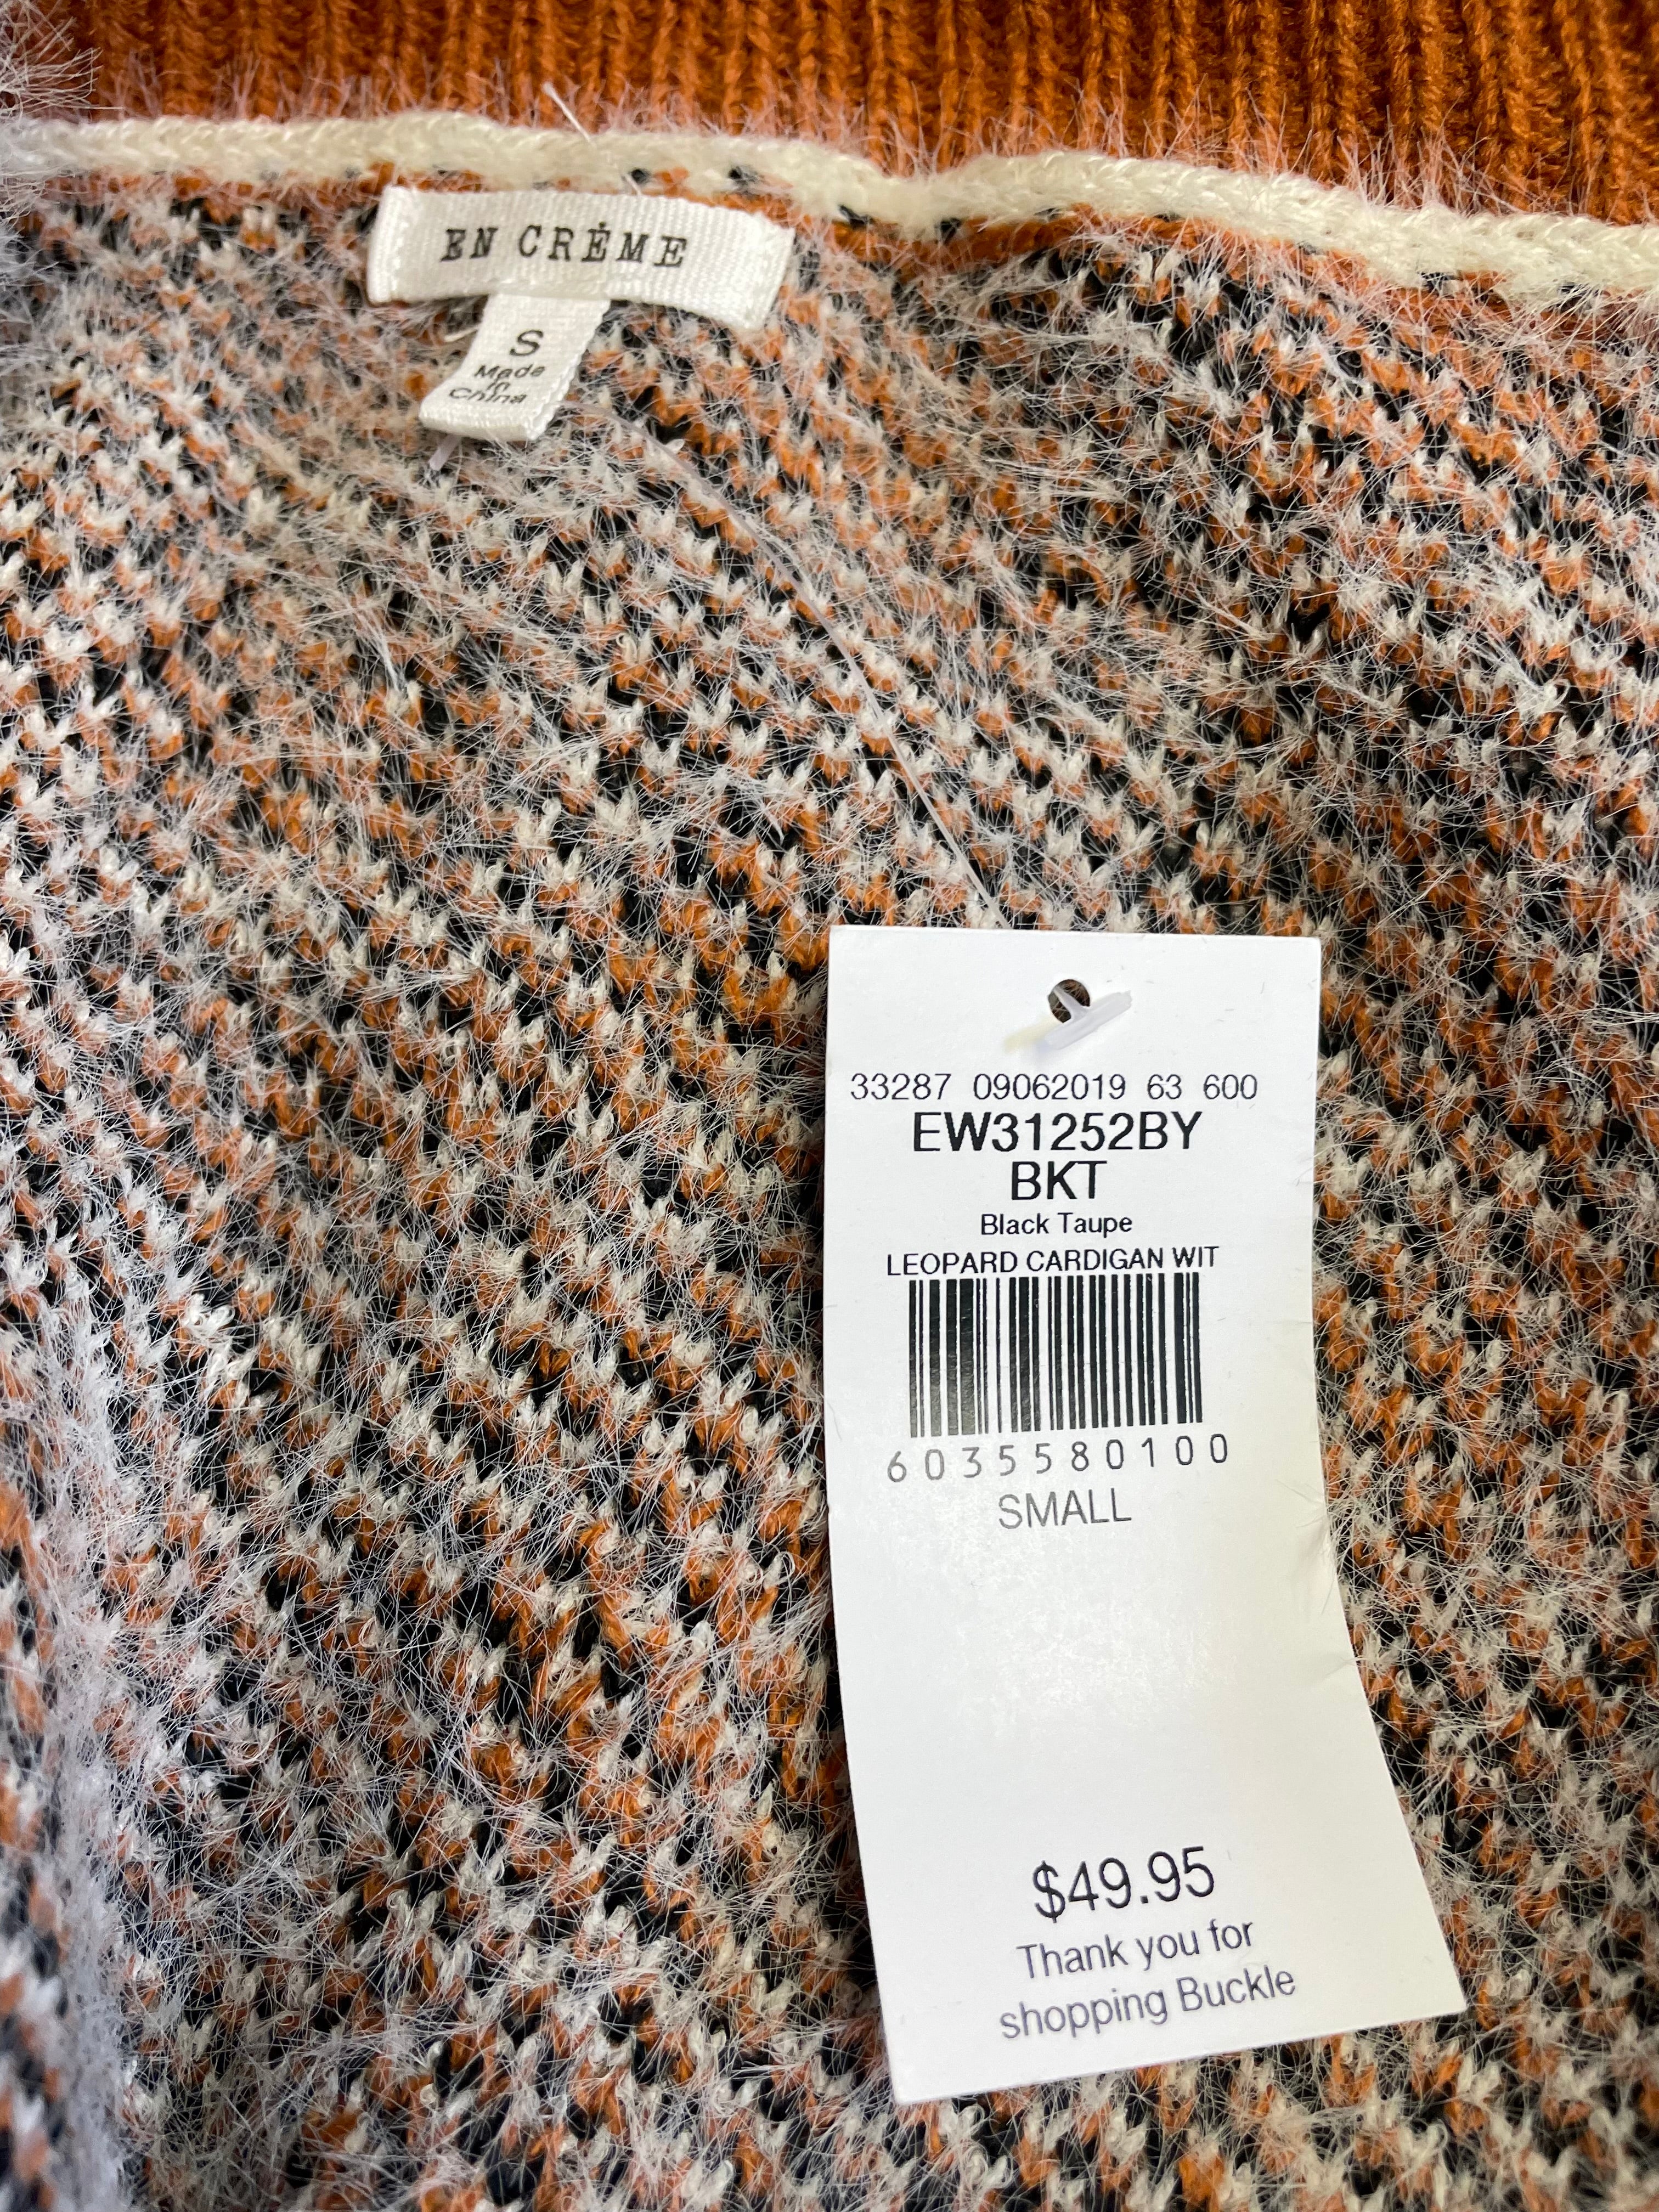 EN CRÈME
S
Made
in
China
33287 09062019 63 600
EW31252BY
BKT
Black Taupe
LEOPARD CARDIGAN WIT
6035580100
SMALL
$49.95
Thank you for
shopping Buckle